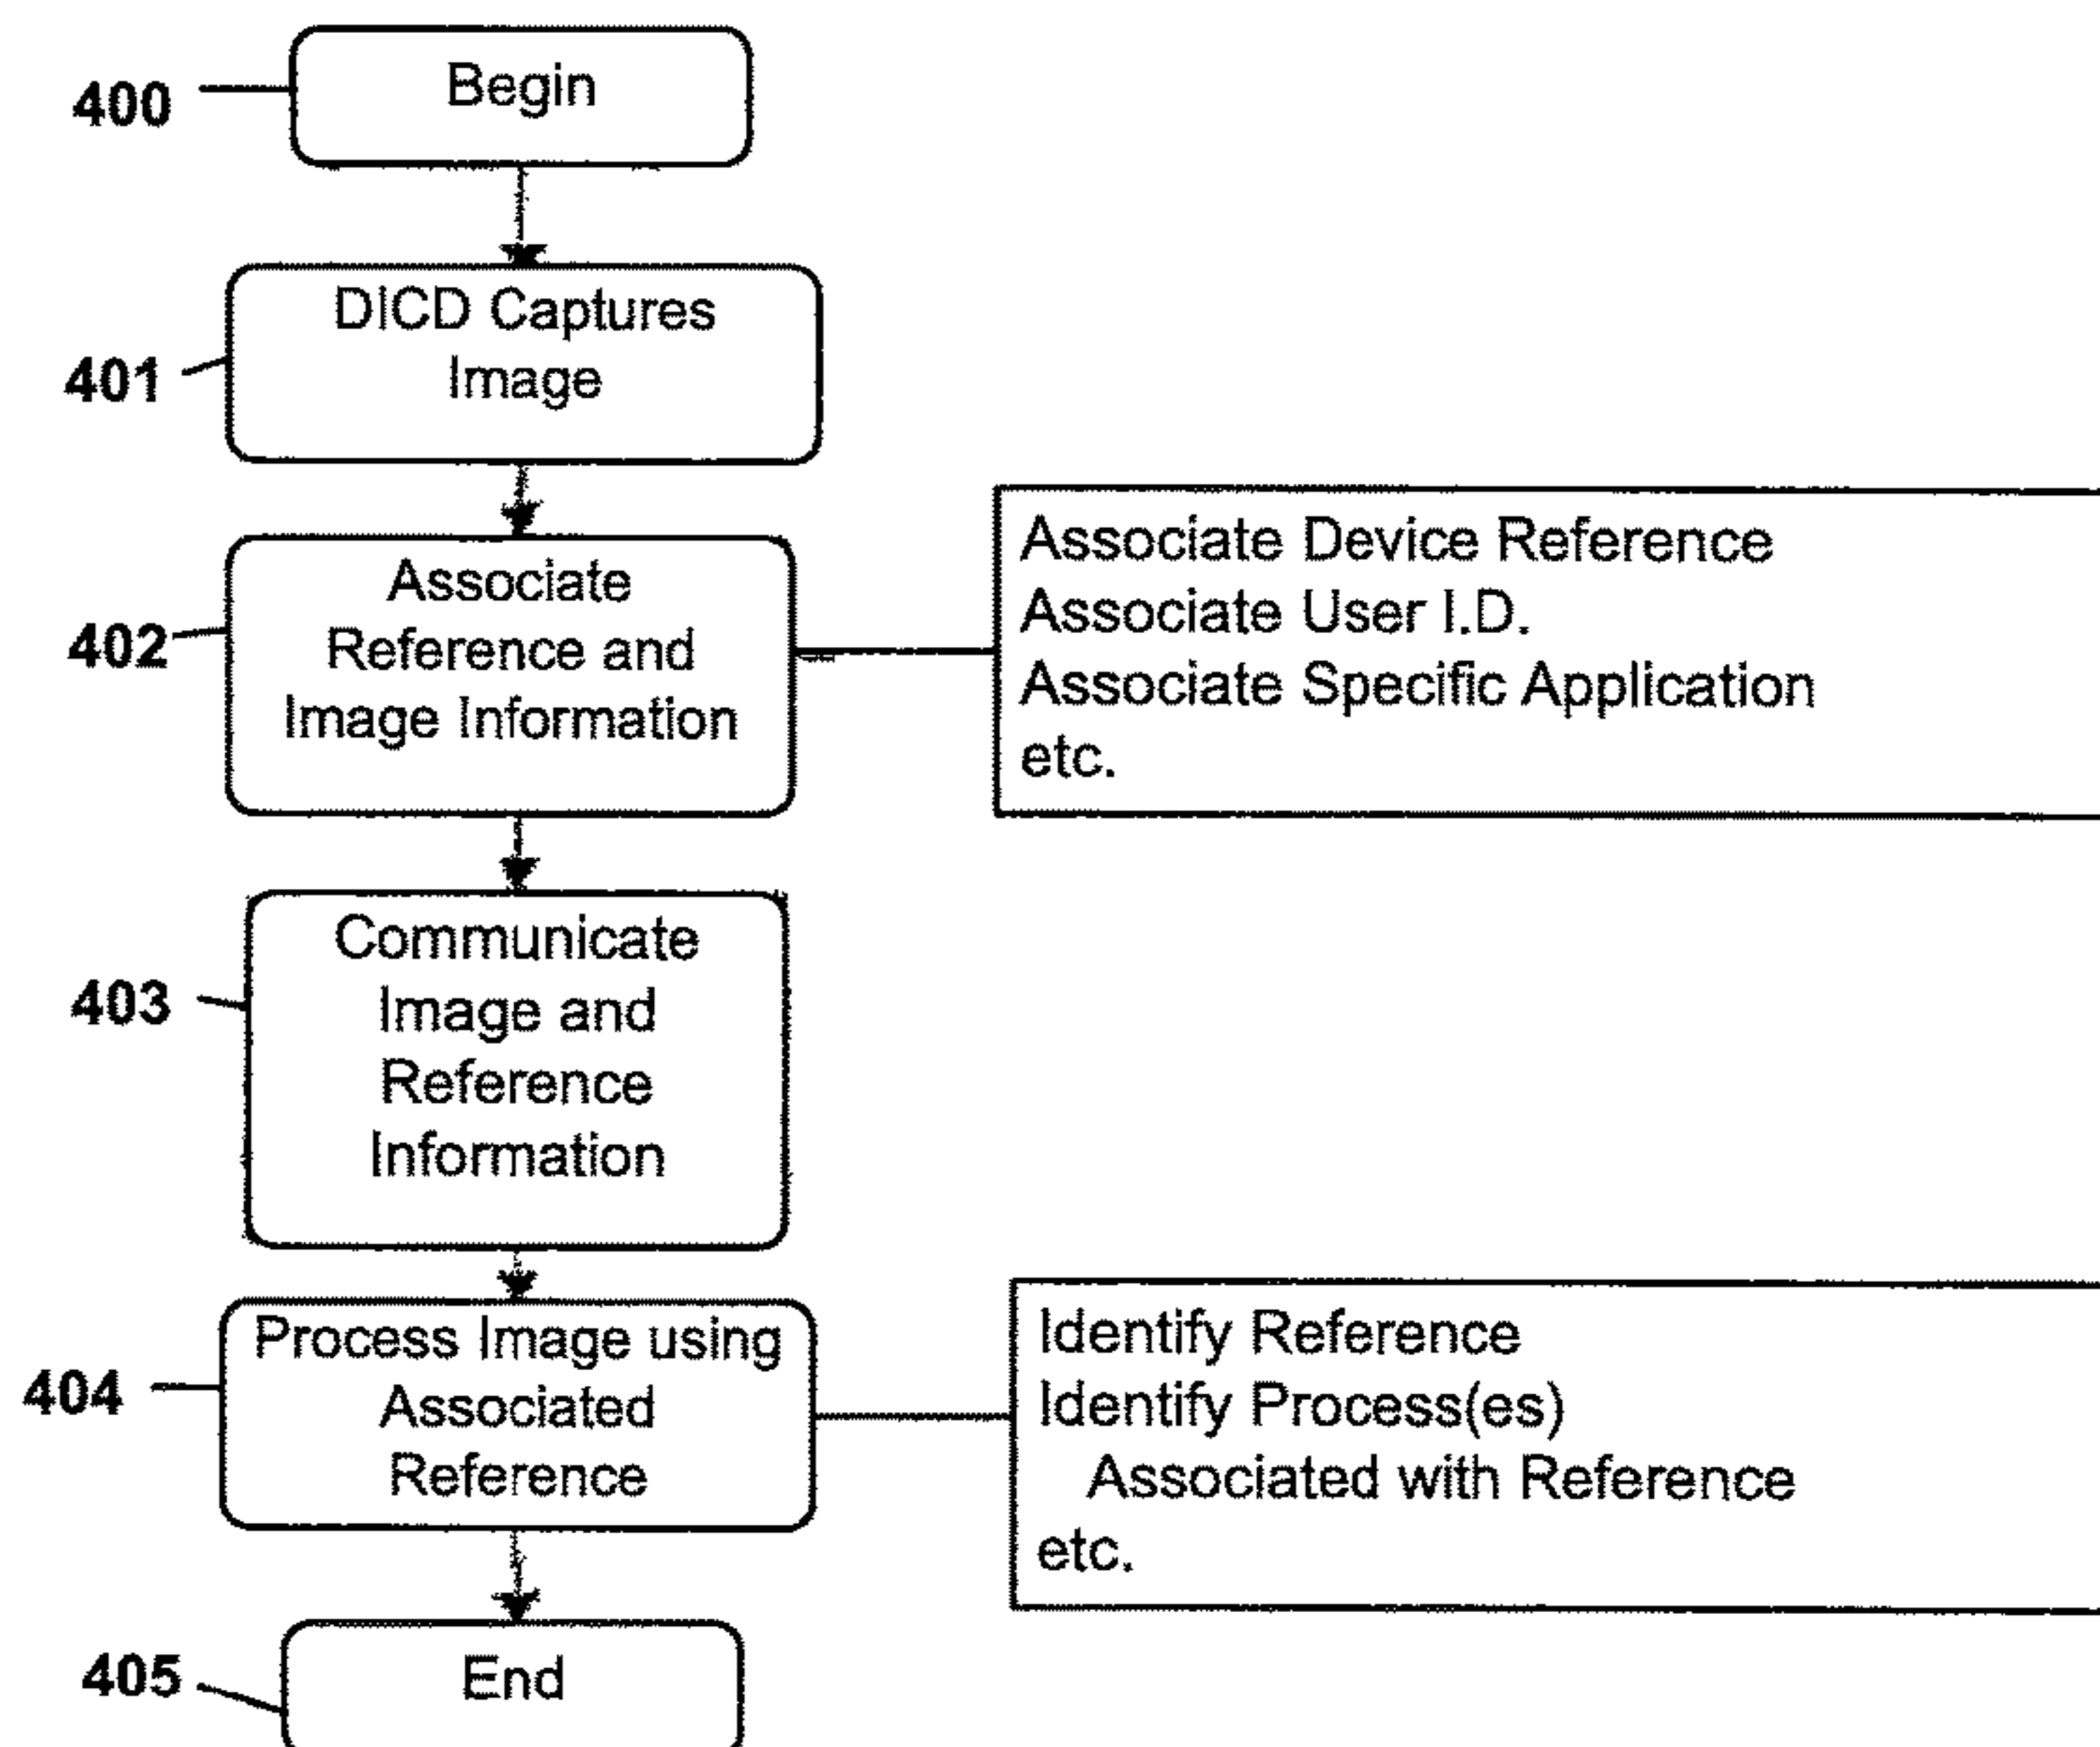 400
Begin
401
DICD Captures
Image
402
Associate
Reference and
Image Information
Associate Device Reference
Associate User I.D.
Associate Specific Application
etc.
403
Communicate
Image and
Reference
Information
404
Process Image using
Associated
Reference
Identify Reference
Identify Process(es)
Associated with Reference
etc.
405
End